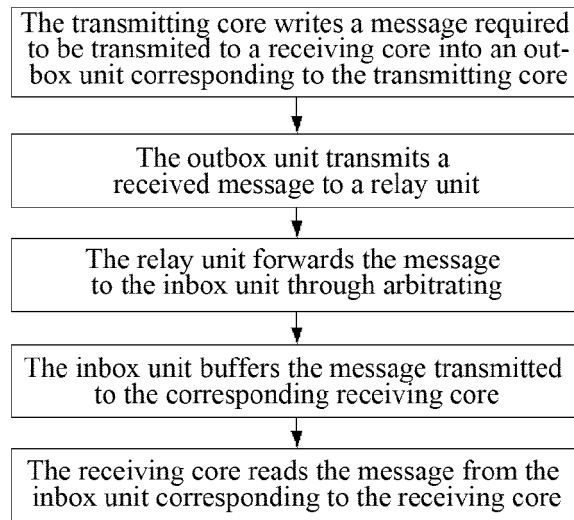 The transmitting core writes a message required
to be transmited to a receiving core into an out-
box unit corresponding to the transmitting core
The outbox unit transmits a
received message to a relay unit
The relay unit forwards the message
to the inbox unit through arbitrating
The inbox unit buffers the message transmitted
to the corresponding receiving core
The receiving core reads the message from the
inbox unit corresponding to the receiving core